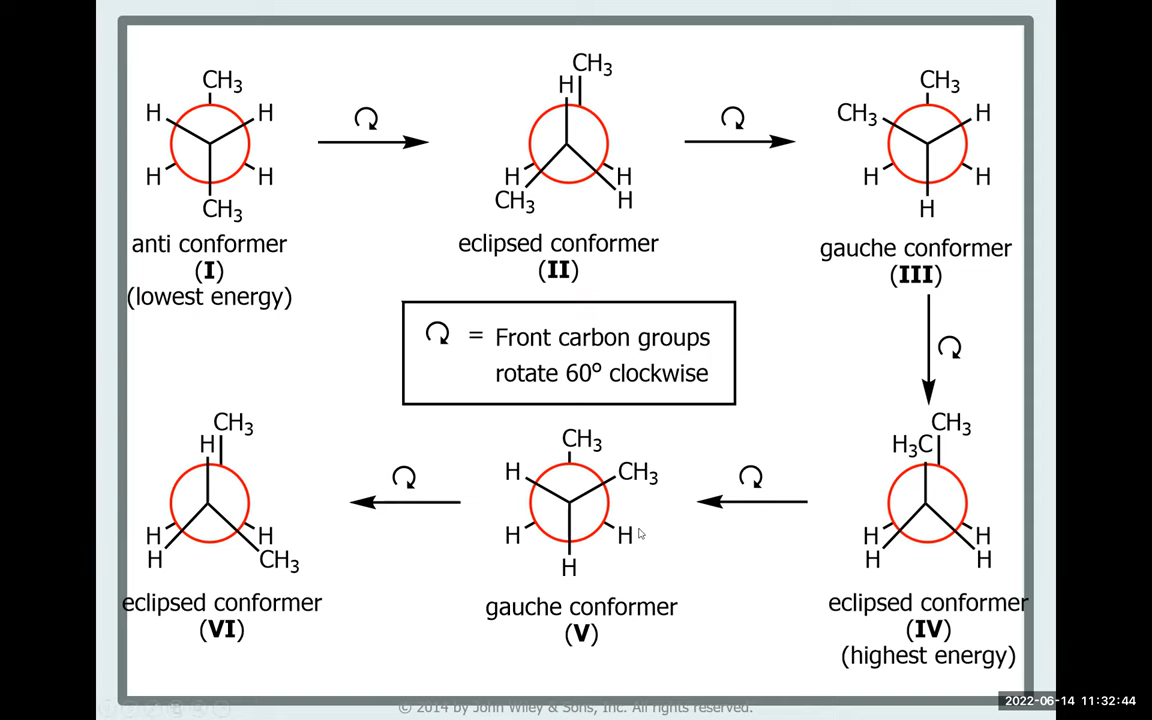 CH3
H H
H H
CH3
anti conformer
(I)
(lowest energy)
CH3
H
H H
CH3 H
eclipsed conformer
(II)
CH3
CH3 H
H H
H
gauche conformer
(III)
= Front carbon groups
rotate 60° clockwise
CH3
H
H H
H CH3
eclipsed conformer
(VI)
CH3
H CH3
H H
H
gauche conformer
(V)
CH3
H3C
H H
H H
eclipsed conformer
(IV)
(highest energy)
© 2014 by John Wiley & Sons, Inc. All rights reserved.
2022-06-14 11:32:44